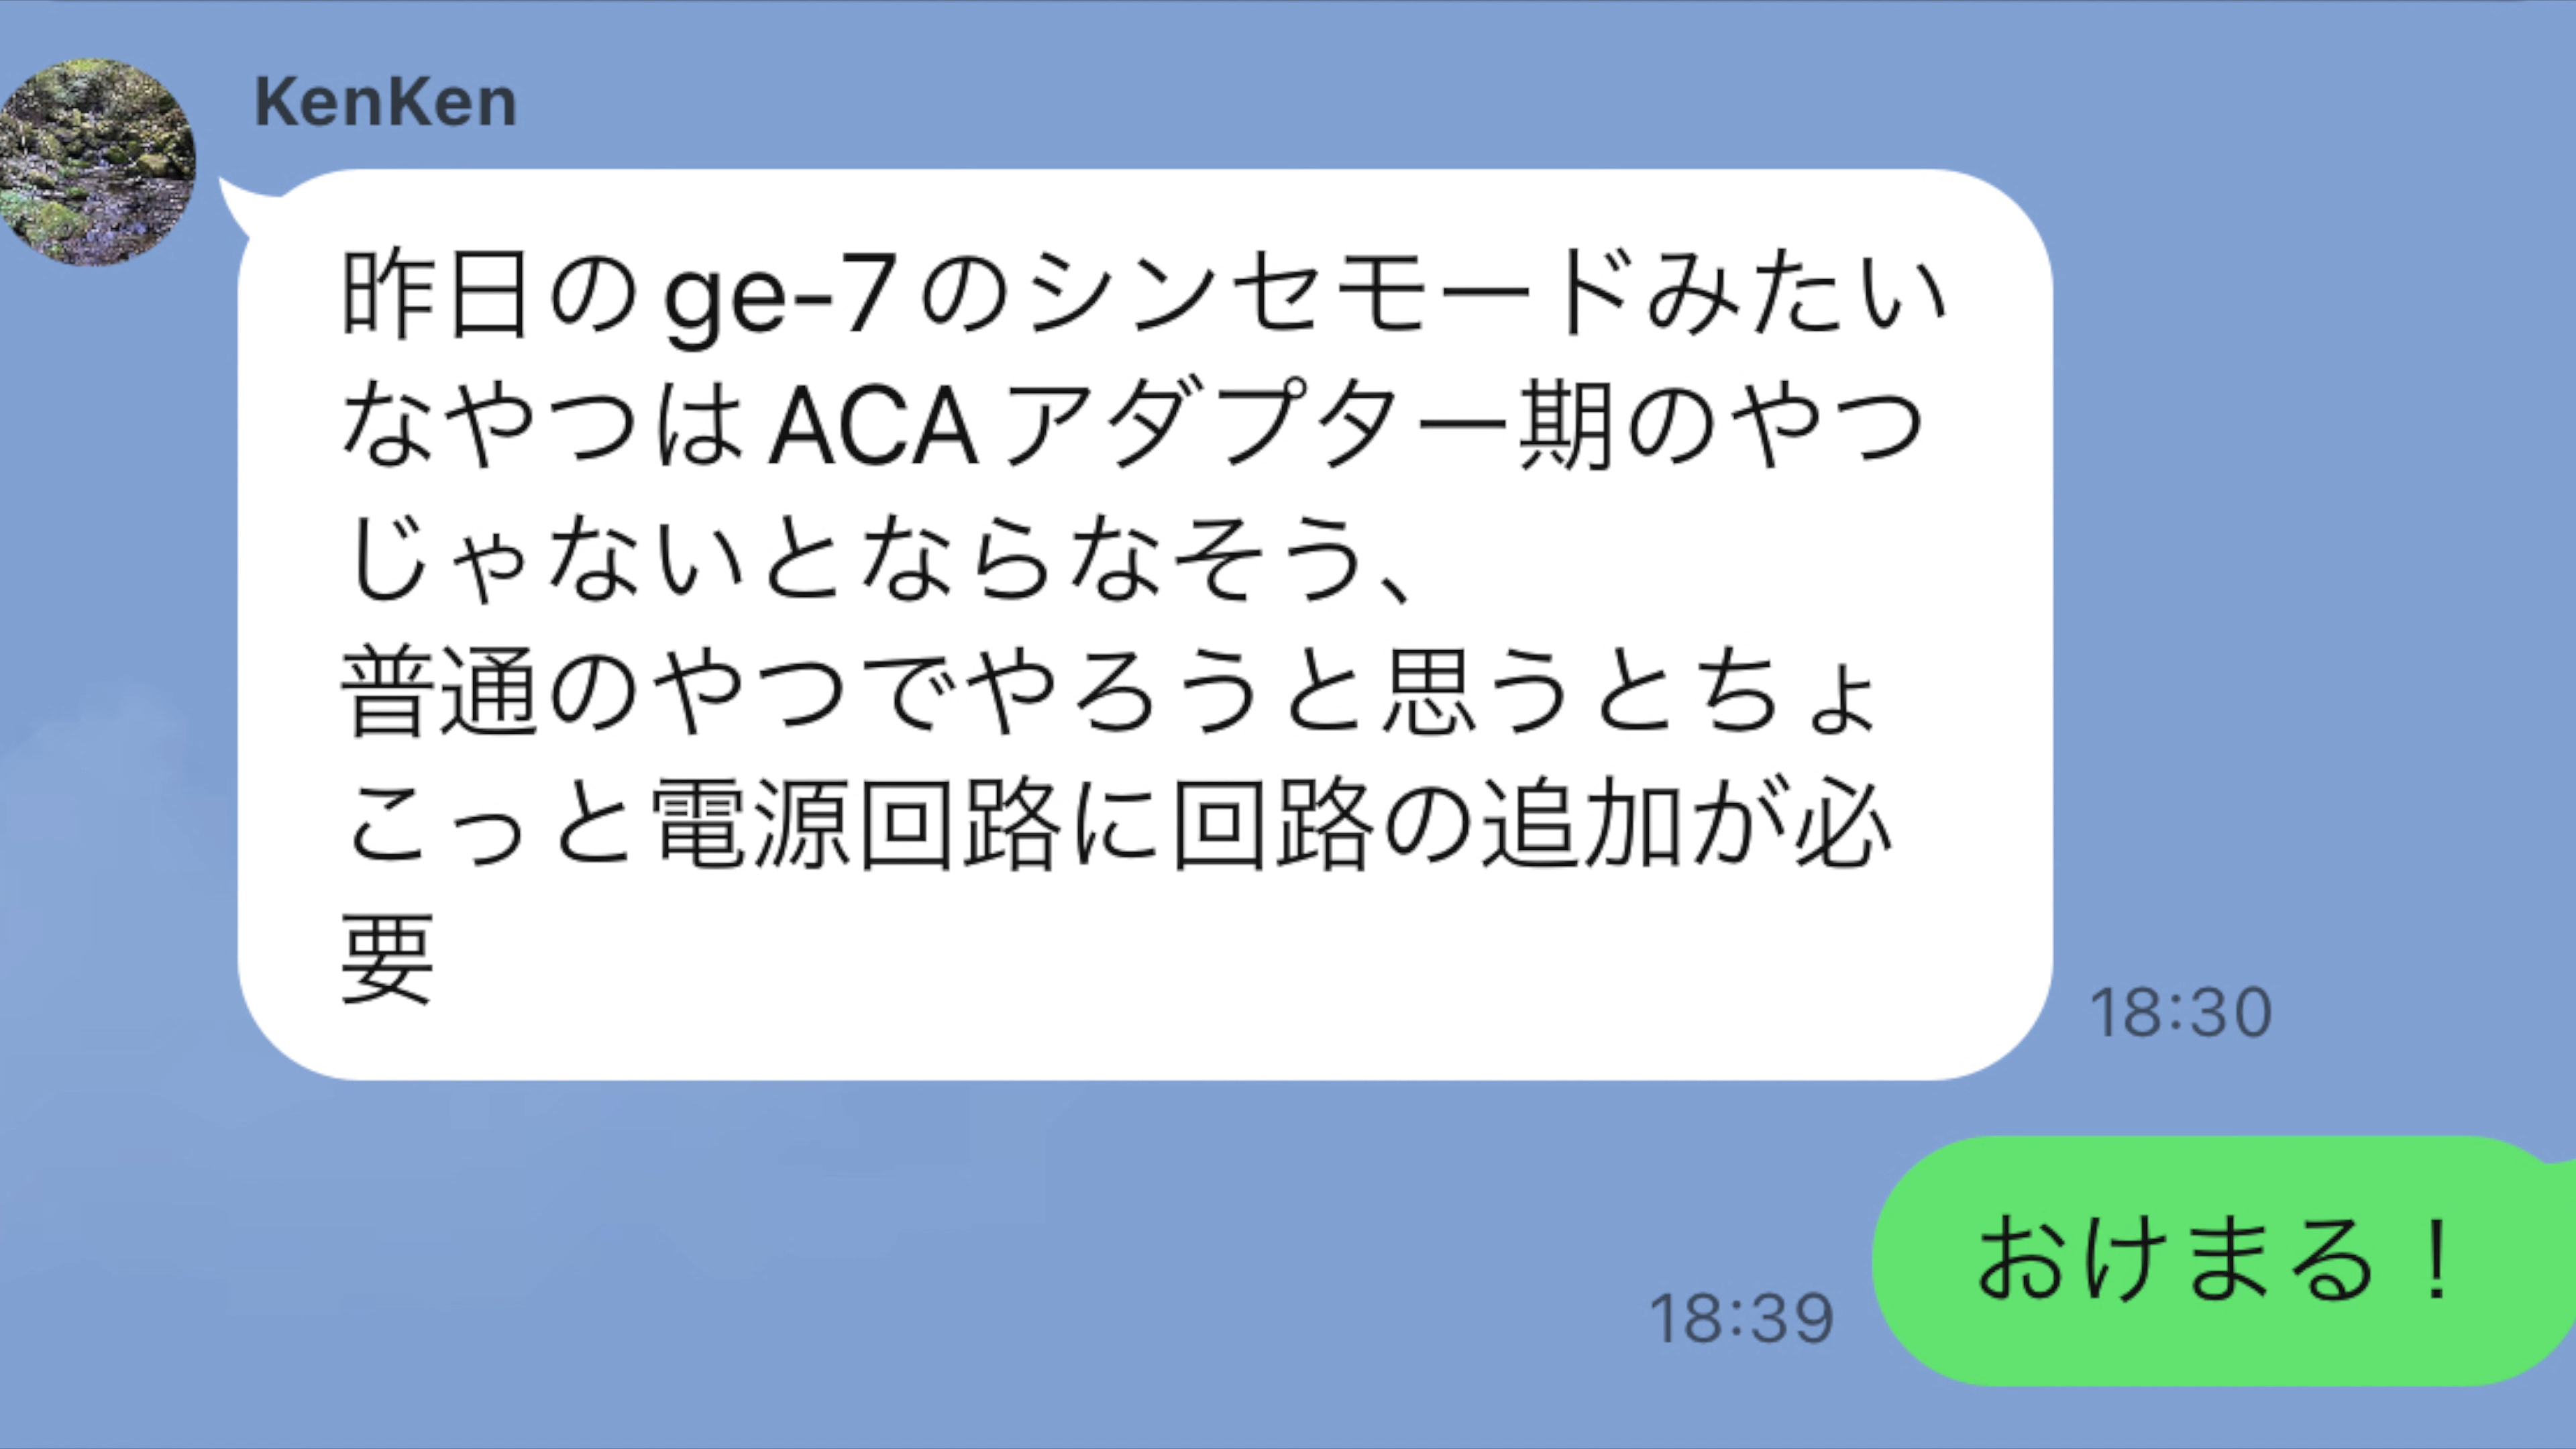 KenKen
昨日のge-7のシンセモードみたい
なやつはACAアダプター期のやつ
じゃないとならなそう、
普通のやつでやろうと思うとちょ
こっと電源回路に回路の追加が必
要
18:30
おけまる！
18:39